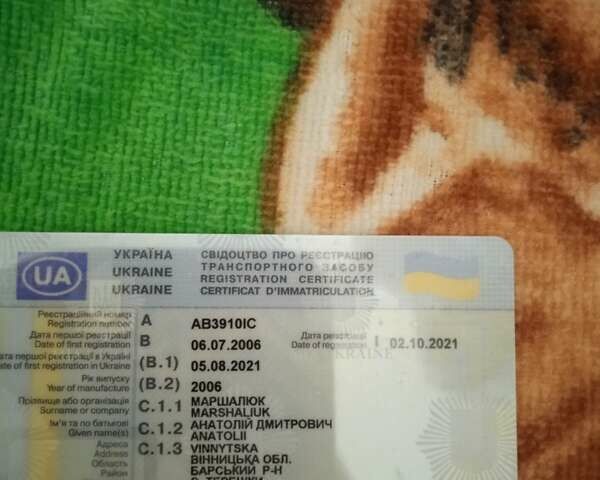 UA
УКРАЇНА СВІДОЦТВО ПРО РЕЄСТРАЦІЮ
UKRAINE ТРАНСПОРТНОГО ЗАСОБУ
REGISTRATION CERTIFICATE
UKRAINE CERTIFICAT D'IMMATRICULATION
Реєстраційний номер
Registration number A AB3910IC
Дата першої реєстрації
Date of first registration B 06.07.2006
Дата реєстрації
Date of registration I 02.10.2021
KRAINE
ата першої реєстрації в Україні
ate of first registration in Ukraine (B.1) 05.08.2021
Рік випуску
Year of manufacture (B.2) 2006
Прізвище або організація C.1.1 МАРШАЛЮК
Surname or company MARSHALIUK
Ім'я та по батькові C.1.2 АНАТОЛІЙ ДМИТРОВИЧ
Given name(s) ANATOLII
Адреса C.1.3 VINNYTSKA
Address ВІННИЦЬКА ОБЛ.
Область БАРСЬКИЙ Р-Н
Район